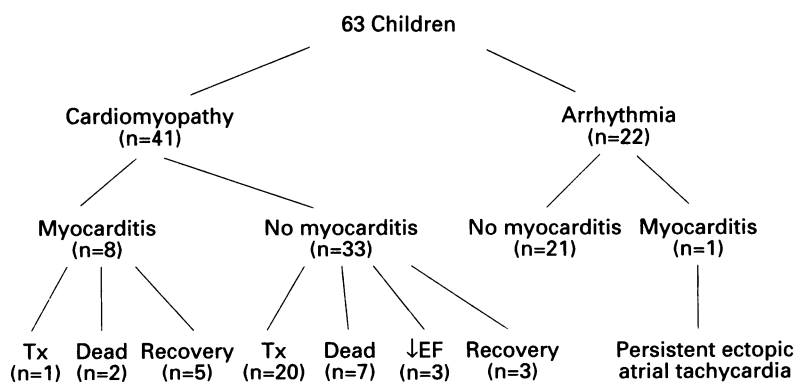 63 Children
Cardiomyopathy
(n=41)
Arrhythmia
(n=22)
Myocarditis
(n=8)
No myocarditis
(n=33)
No myocarditis
(n=21)
Myocarditis
(n=1)
Tx
(n=1)
Dead
(n=2)
Recovery
(n=5)
Tx
(n=20)
Dead
(n=7)
↓EF
(n=3)
Recovery
(n=3)
Persistent ectopic
atrial tachycardia